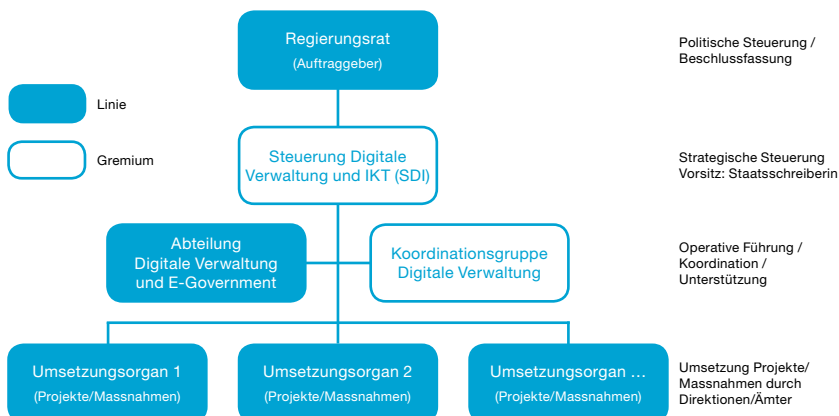 Regierungsrat
(Auftraggeber)
Politische Steuerung /
Beschlussfassung
Linie
Gremium
Steuerung Digitale
Verwaltung und IKT (SDI)
Strategische Steuerung
Vorsitz: Staatsschreiberin
Abteilung
Digitale Verwaltung
und E-Government
Koordinationsgruppe
Digitale Verwaltung
Operative Führung /
Koordination /
Unterstützung
Umsetzungsorgan 1
(Projekte/Massnahmen)
Umsetzungsorgan 2
(Projekte/Massnahmen)
Umsetzungsorgan ...
(Projekte/Massnahmen)
Umsetzung Projekte/
Massnahmen durch
Direktionen/Ämter